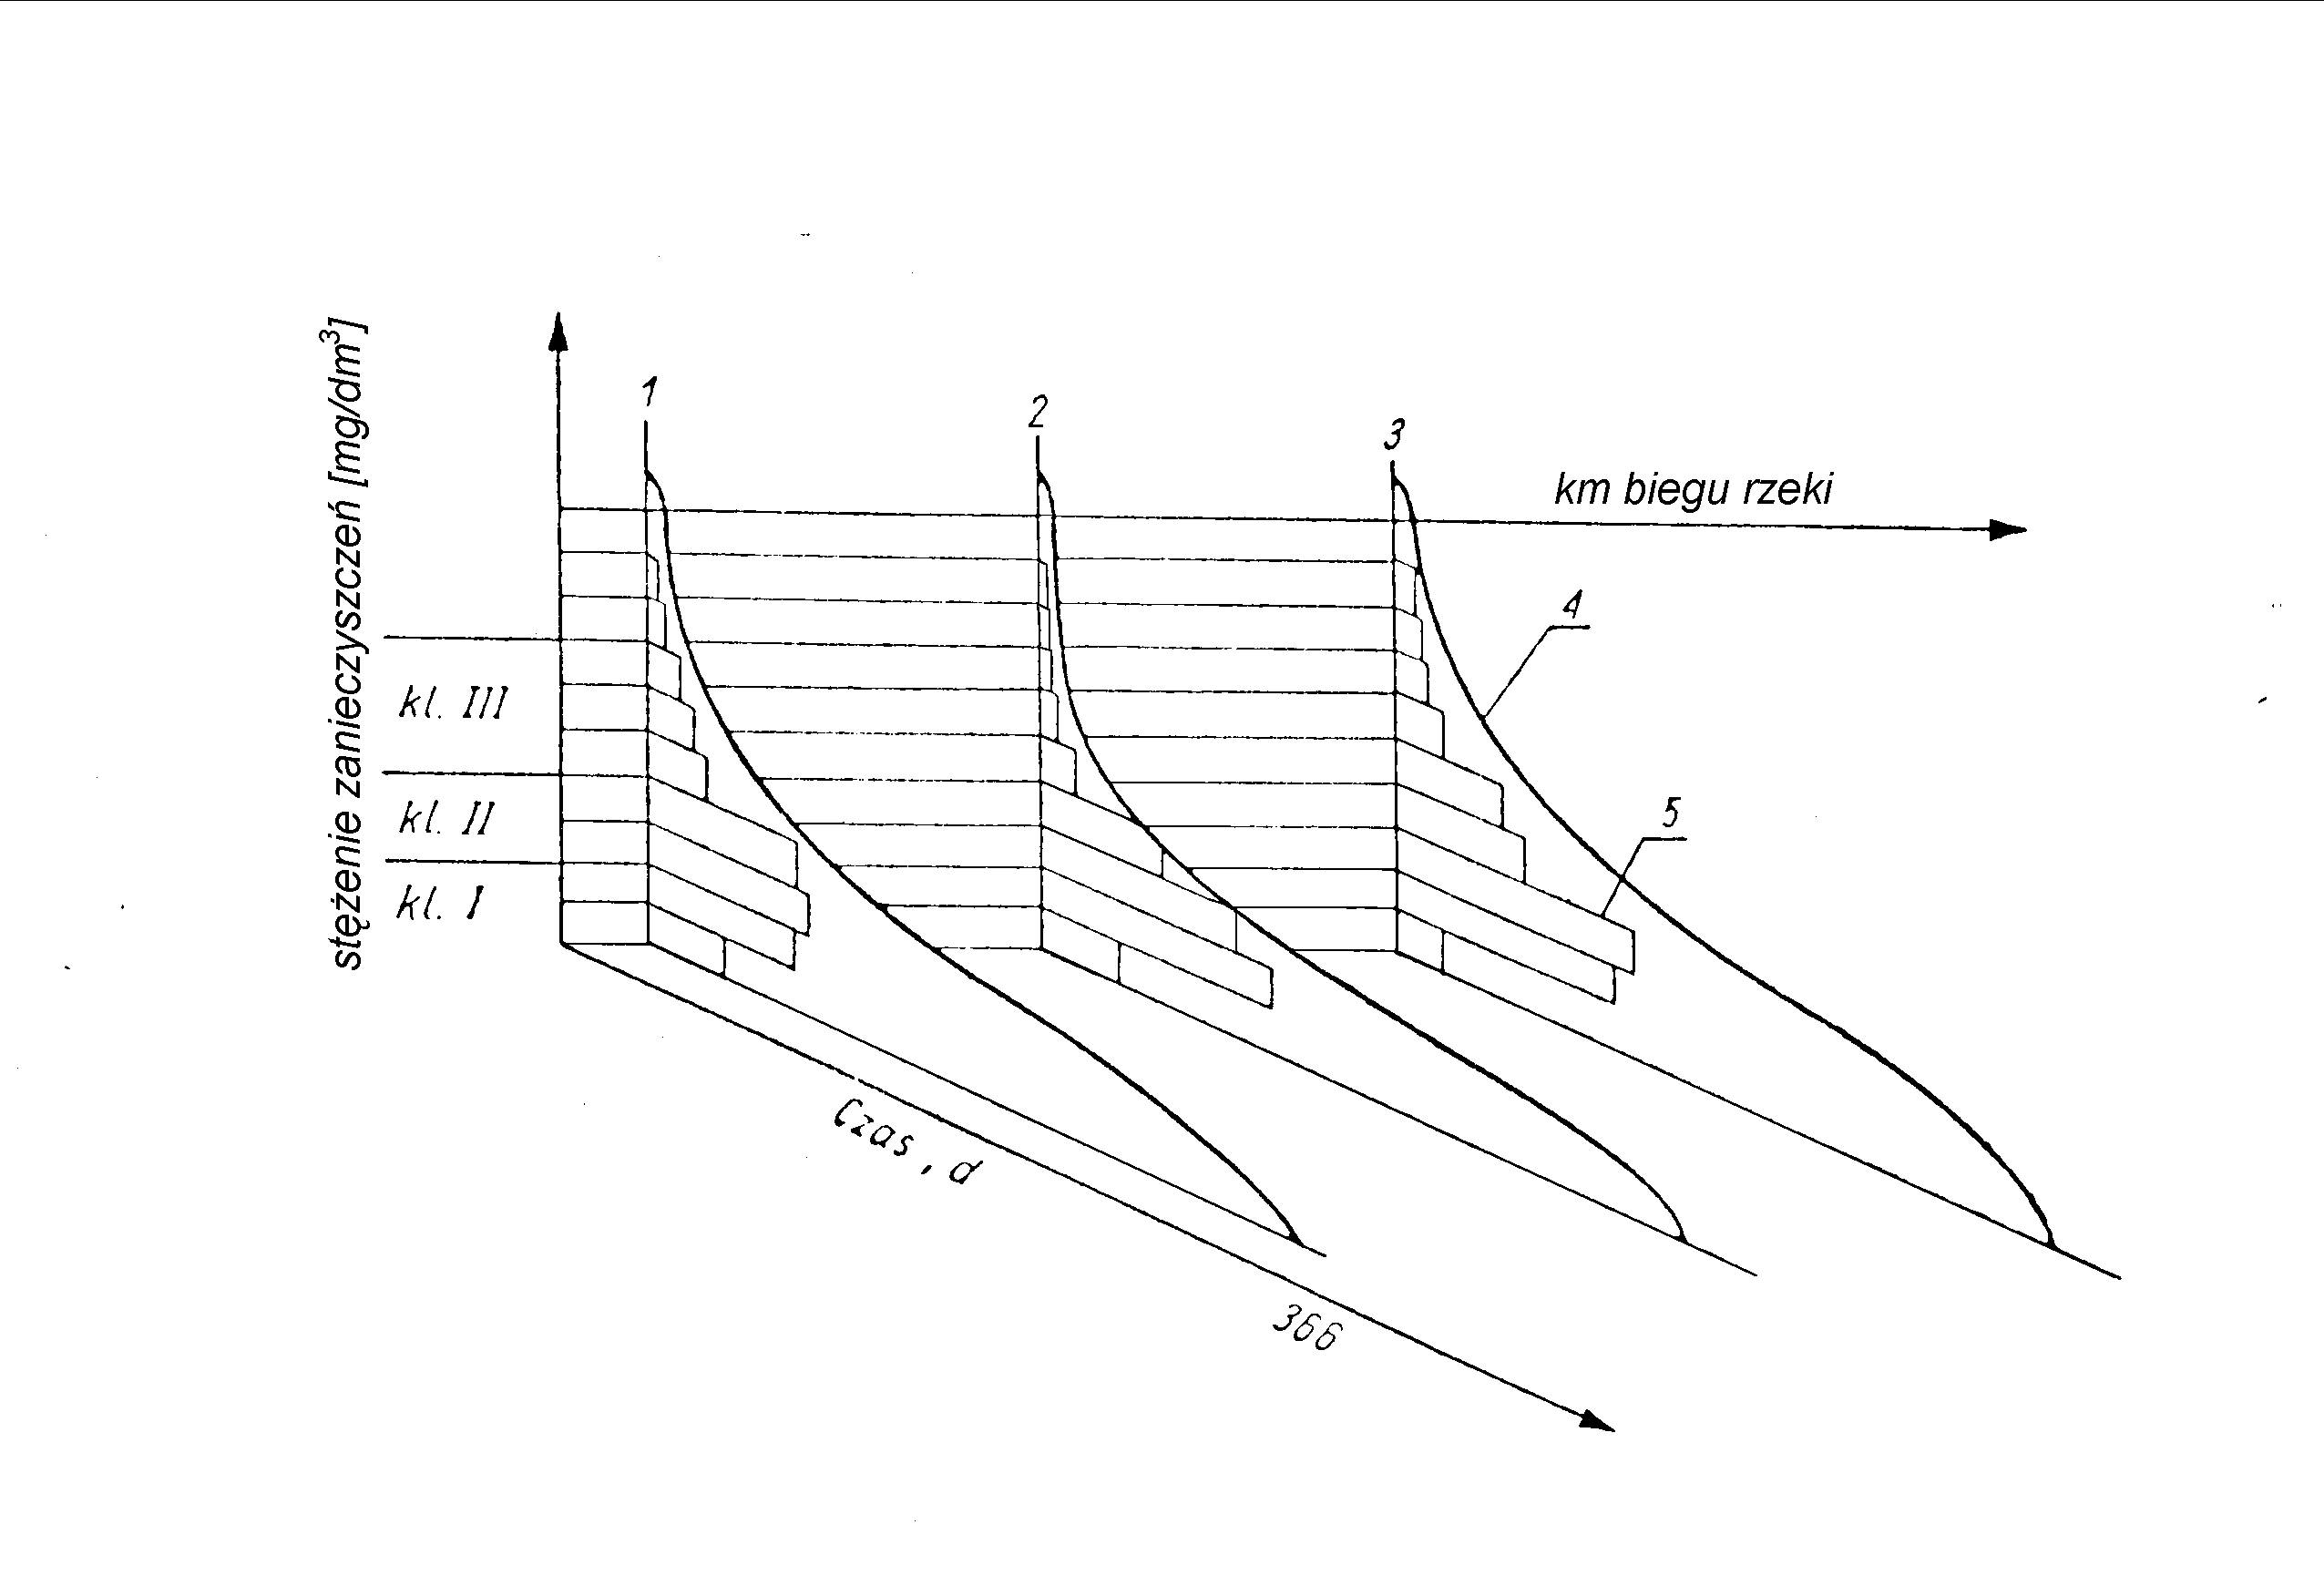 stężenie zanieczyszczeń [mg/dm³]
1
2
3
km biegu rzeki
4
kl. III
5
kl. II
kl. I
Czas, d
366